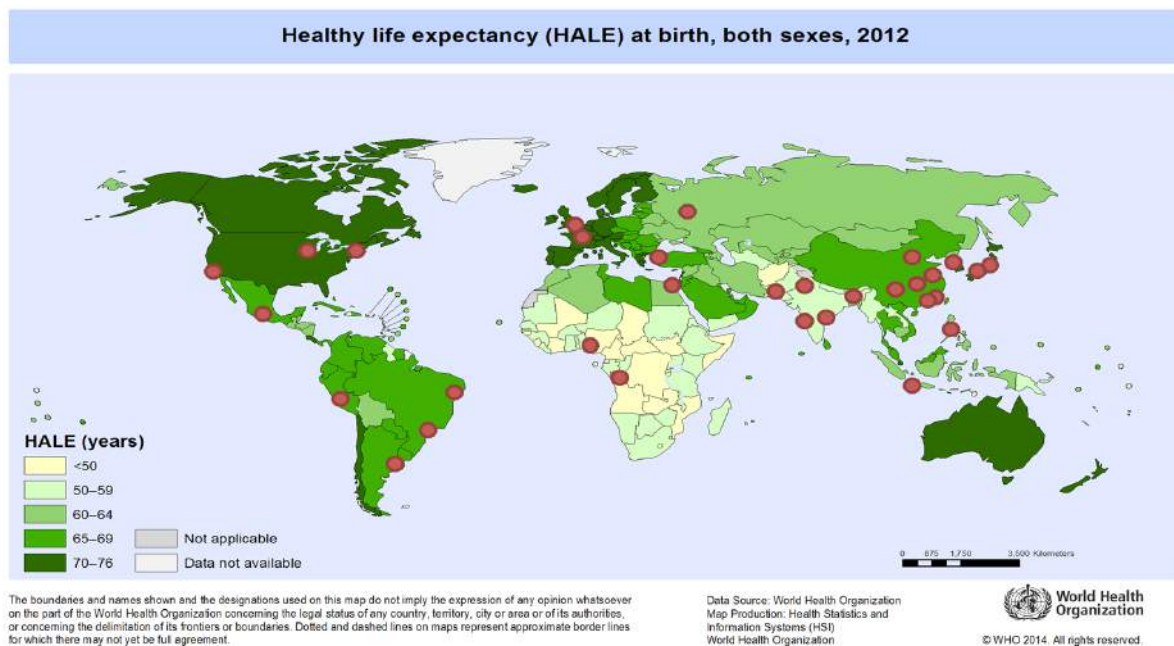 Healthy life expectancy (HALE) at birth, both sexes, 2012
HALE (years)
<50
50–59
60–64
65–69
70–76
Not applicable
Data not available
0 875 1,750 3,500 Kilometers
The boundaries and names shown and the designations used on this map do not imply the expression of any opinion whatsoever
on the part of the World Health Organization concerning the legal status of any country, territory, city or area or of its authorities,
or concerning the delimitation of its frontiers or boundaries. Dotted and dashed lines on maps represent approximate border lines
for which there may not yet be full agreement.
Data Source: World Health Organization
Map Production: Health Statistics and
Information Systems (HSI)
World Health Organization
World Health
Organization
© WHO 2014. All rights reserved.